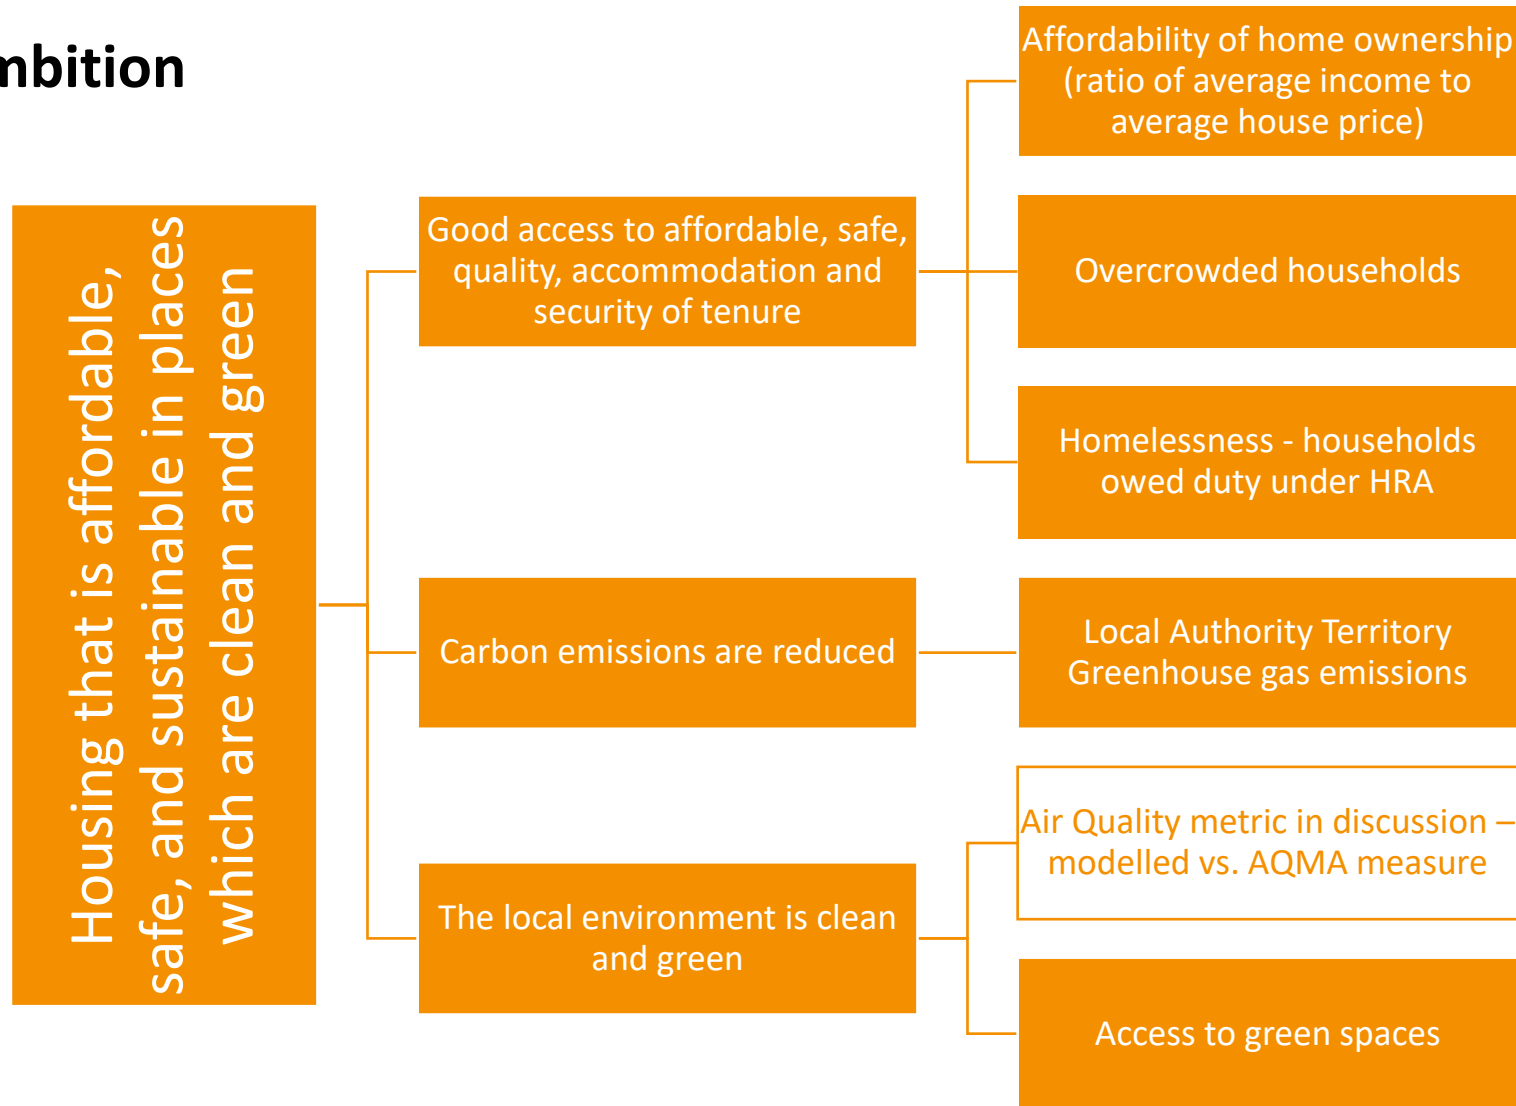 mbition
Housing that is affordable,
safe, and sustainable in places
which are clean and green
Good access to affordable, safe,
quality, accommodation and
security of tenure
Affordability of home ownership
(ratio of average income to
average house price)
Overcrowded households
Homelessness - households
owed duty under HRA
Carbon emissions are reduced
Local Authority Territory
Greenhouse gas emissions
The local environment is clean
and green
Air Quality metric in discussion –
modelled vs. AQMA measure
Access to green spaces